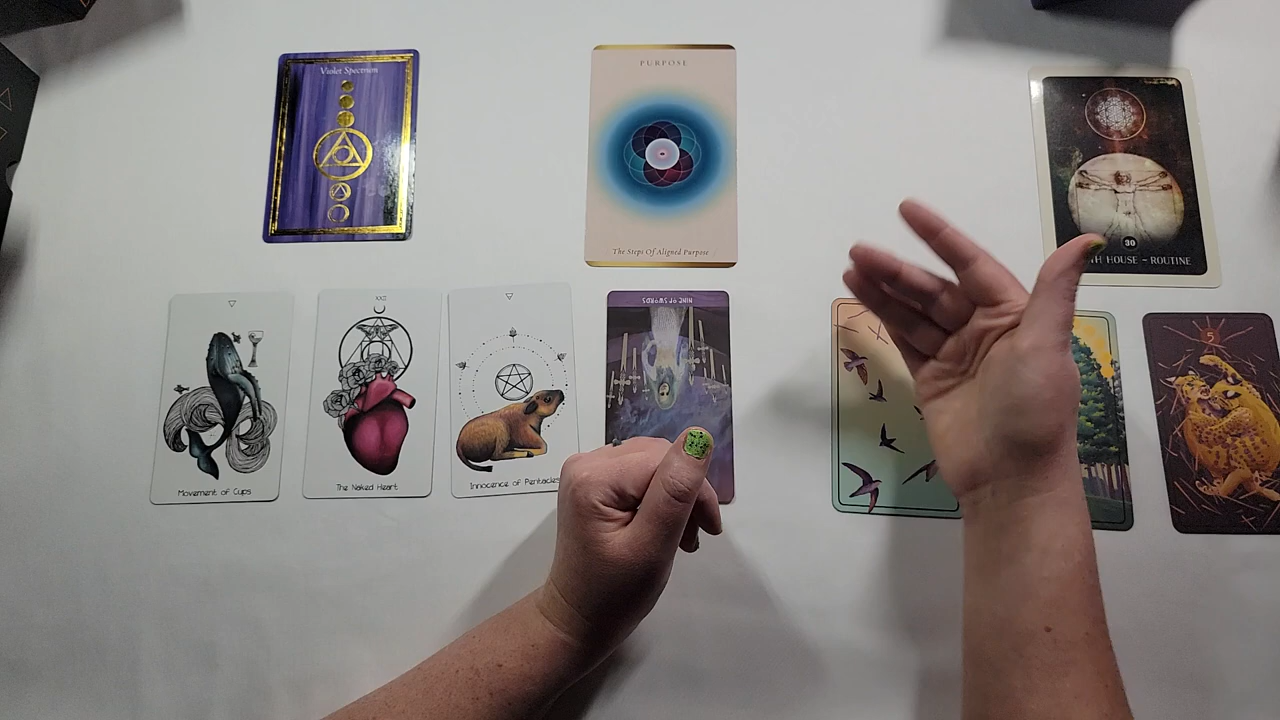 Violet Spectrum
PURPOSE
The Steps Of Aligned Purpose
30
TH HOUSE - ROUTINE
XXII
NINE OF SWORDS
5
Movement of Cups
The Naked Heart
Innocence of Pentacles